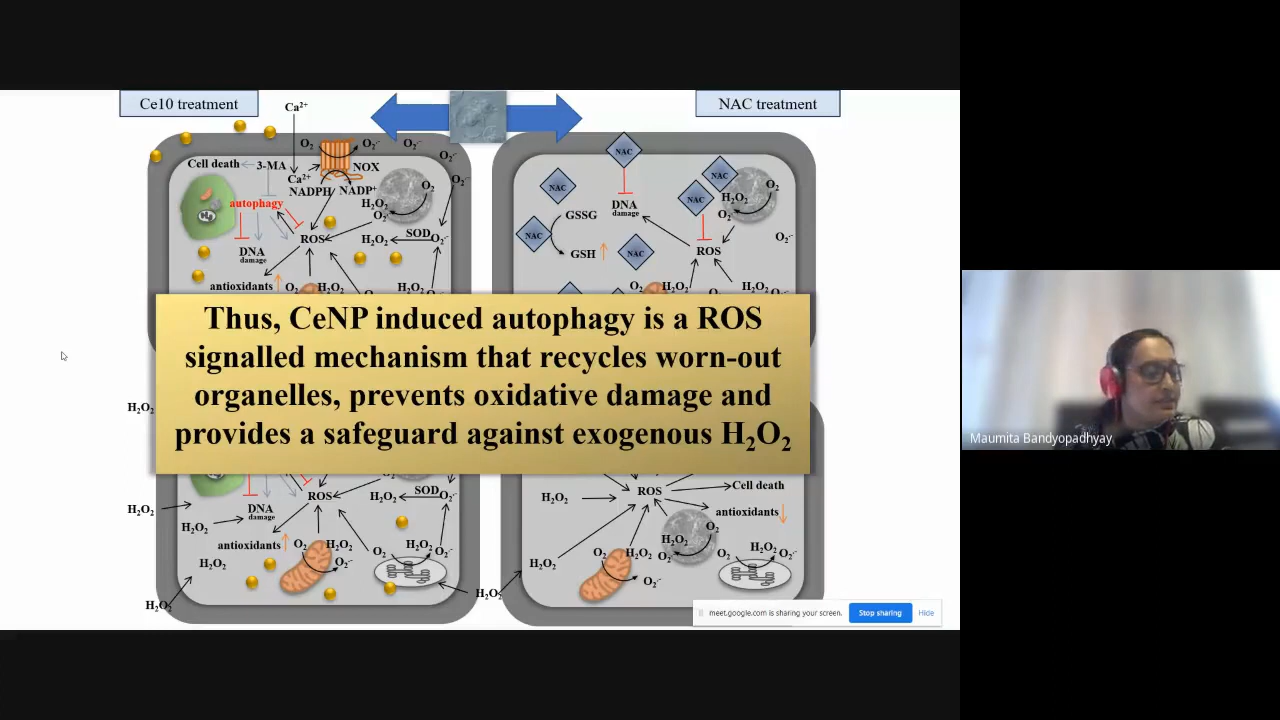 Ce10 treatment
NAC treatment
Ca²⁺
O₂
O₂·⁻
O₂·⁻
O₂·⁻
NOX
Cell death
3-MA
Ca²⁺
NADPH
NADP⁺
O₂
O₂·⁻
H₂O₂
O₂·⁻
autophagy
ROS
SOD
H₂O₂
O₂·⁻
DNA
damage
antioxidants
O₂
H₂O₂
H₂O₂
NAC
NAC
NAC
NAC
NAC
NAC
DNA
damage
GSSG
GSH
H₂O₂
O₂
O₂·⁻
O₂·⁻
ROS
O₂
H₂O₂
H₂O₂
Thus, CeNP induced autophagy is a ROS
signalled mechanism that recycles worn-out
organelles, prevents oxidative damage and
provides a safeguard against exogenous H₂O₂
H₂O₂
H₂O₂
ROS
H₂O₂
SOD
O₂·⁻
DNA
damage
H₂O₂
antioxidants
O₂
H₂O₂
O₂·⁻
O₂
H₂O₂
O₂·⁻
H₂O₂
H₂O₂
H₂O₂
H₂O₂
ROS
Cell death
antioxidants
H₂O₂
O₂
O₂·⁻
H₂O₂
O₂
H₂O₂
O₂·⁻
O₂
H₂O₂
O₂·⁻
meet.google.com is sharing your screen.
Stop sharing
Hide
Maumita Bandyopadhyay